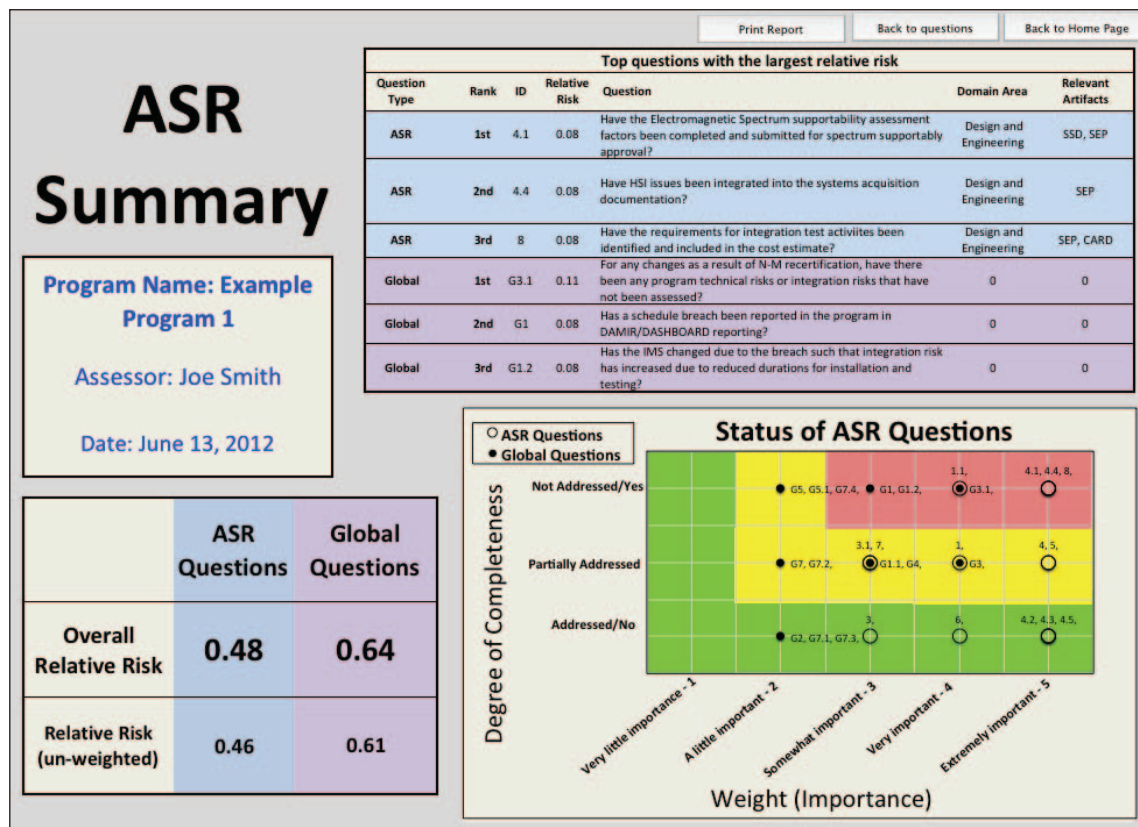 Print Report
Back to questions
Back to Home Page
ASR
Summary
Program Name: Example
Program 1
Assessor: Joe Smith
Date: June 13, 2012
Top questions with the largest relative risk
Question Type Rank ID Relative Risk Question Domain Area Relevant Artifacts
ASR 1st 4.1 0.08 Have the Electromagnetic Spectrum supportability assessment
factors been completed and submitted for spectrum supportably
approval? Design and Engineering SSD, SEP
ASR 2nd 4.4 0.08 Have HSI issues been integrated into the systems acquisition
documentation? Design and Engineering SEP
ASR 3rd 8 0.08 Have the requirements for integration test activiites been
identified and included in the cost estimate? Design and Engineering SEP, CARD
Global 1st G3.1 0.11 For any changes as a result of N-M recertification, have there
been any program technical risks or integration risks that have
not been assessed? 0 0
Global 2nd G1 0.08 Has a schedule breach been reported in the program in
DAMIR/DASHBOARD reporting? 0 0
Global 3rd G1.2 0.08 Has the IMS changed due to the breach such that integration risk
has increased due to reduced durations for installation and
testing? 0 0
ASR Questions
Global Questions
Overall Relative Risk
0.48
0.64
Relative Risk (un-weighted)
0.46
0.61
ASR Questions
Global Questions
Status of ASR Questions
Degree of Completeness
Not Addressed/Yes
G5, G5.1, G7.4,
G1, G1.2,
1.1,
G3.1,
4.1, 4.4, 8,
Partially Addressed
G7, G7.2,
3.1, 7,
G1.1, G4,
1,
G3,
4, 5,
Addressed/No
G2, G7.1, G7.3,
3,
6,
4.2, 4.3, 4.5,
Very little importance - 1
A little important - 2
Somewhat important - 3
Very important - 4
Extremely important - 5
Weight (Importance)